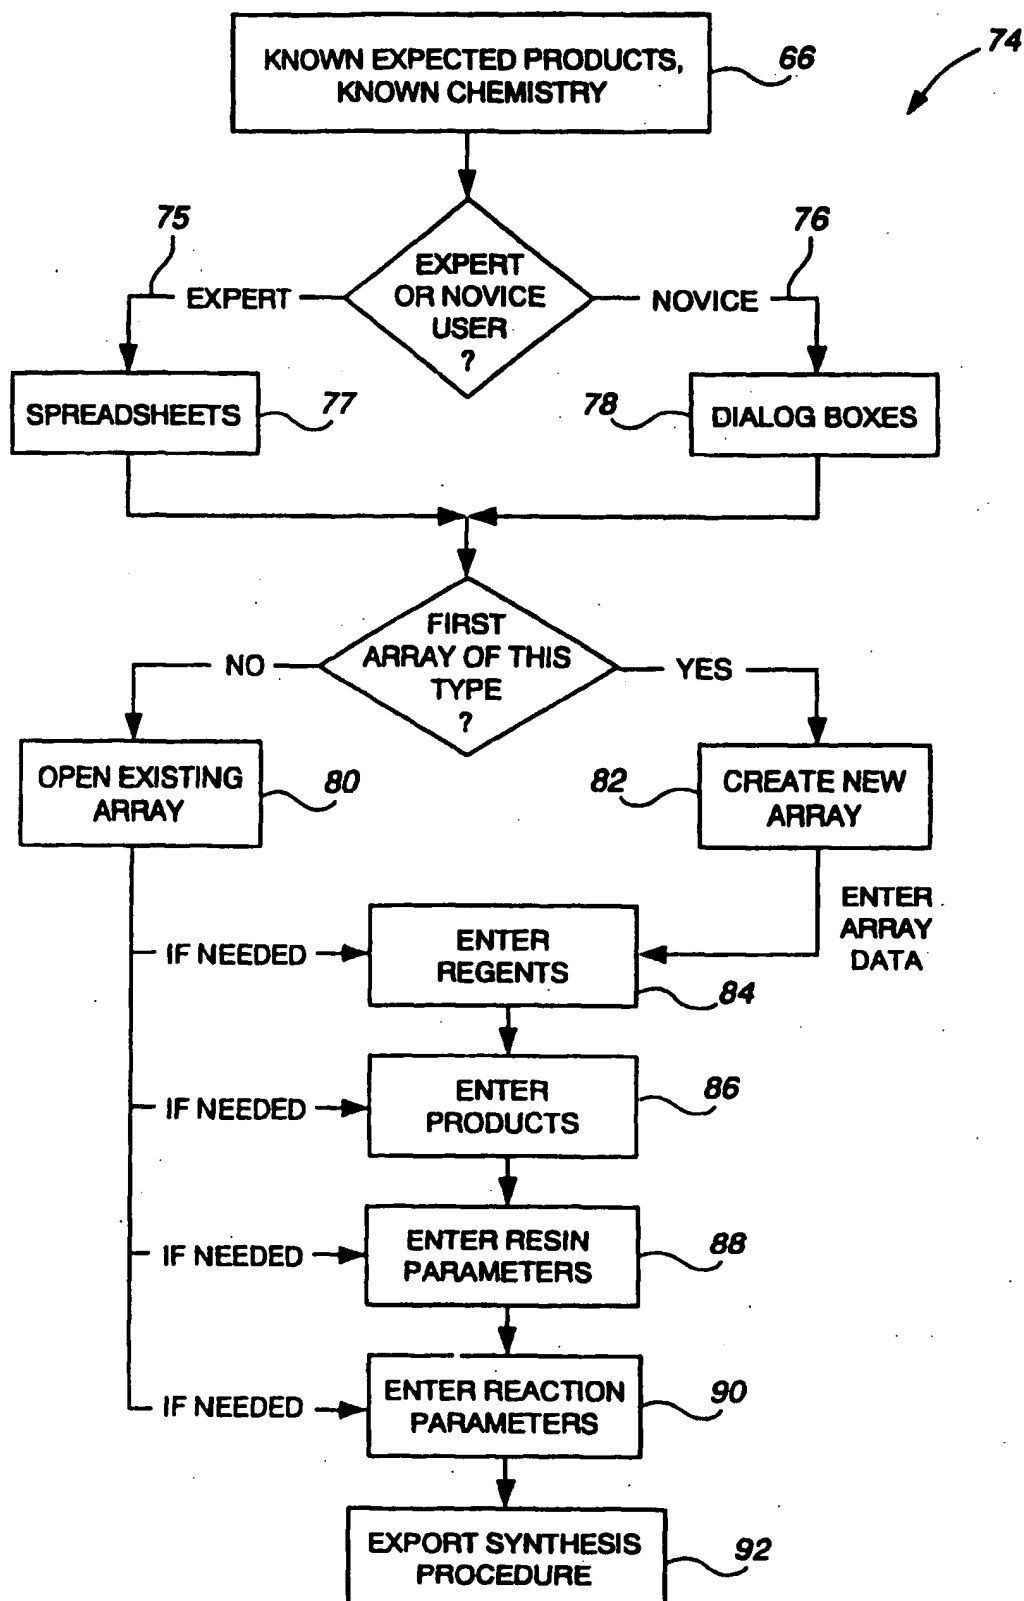 74
KNOWN EXPECTED PRODUCTS,
KNOWN CHEMISTRY
66
75
76
EXPERT
EXPERT
OR NOVICE
USER
?
NOVICE
SPREADSHEETS
77
78
DIALOG BOXES
FIRST
ARRAY OF THIS
TYPE
?
NO
YES
OPEN EXISTING
ARRAY
80
82
CREATE NEW
ARRAY
ENTER
ARRAY
DATA
IF NEEDED
ENTER
REGENTS
84
IF NEEDED
ENTER
PRODUCTS
86
IF NEEDED
ENTER RESIN
PARAMETERS
88
IF NEEDED
ENTER REACTION
PARAMETERS
90
EXPORT SYNTHESIS
PROCEDURE
92